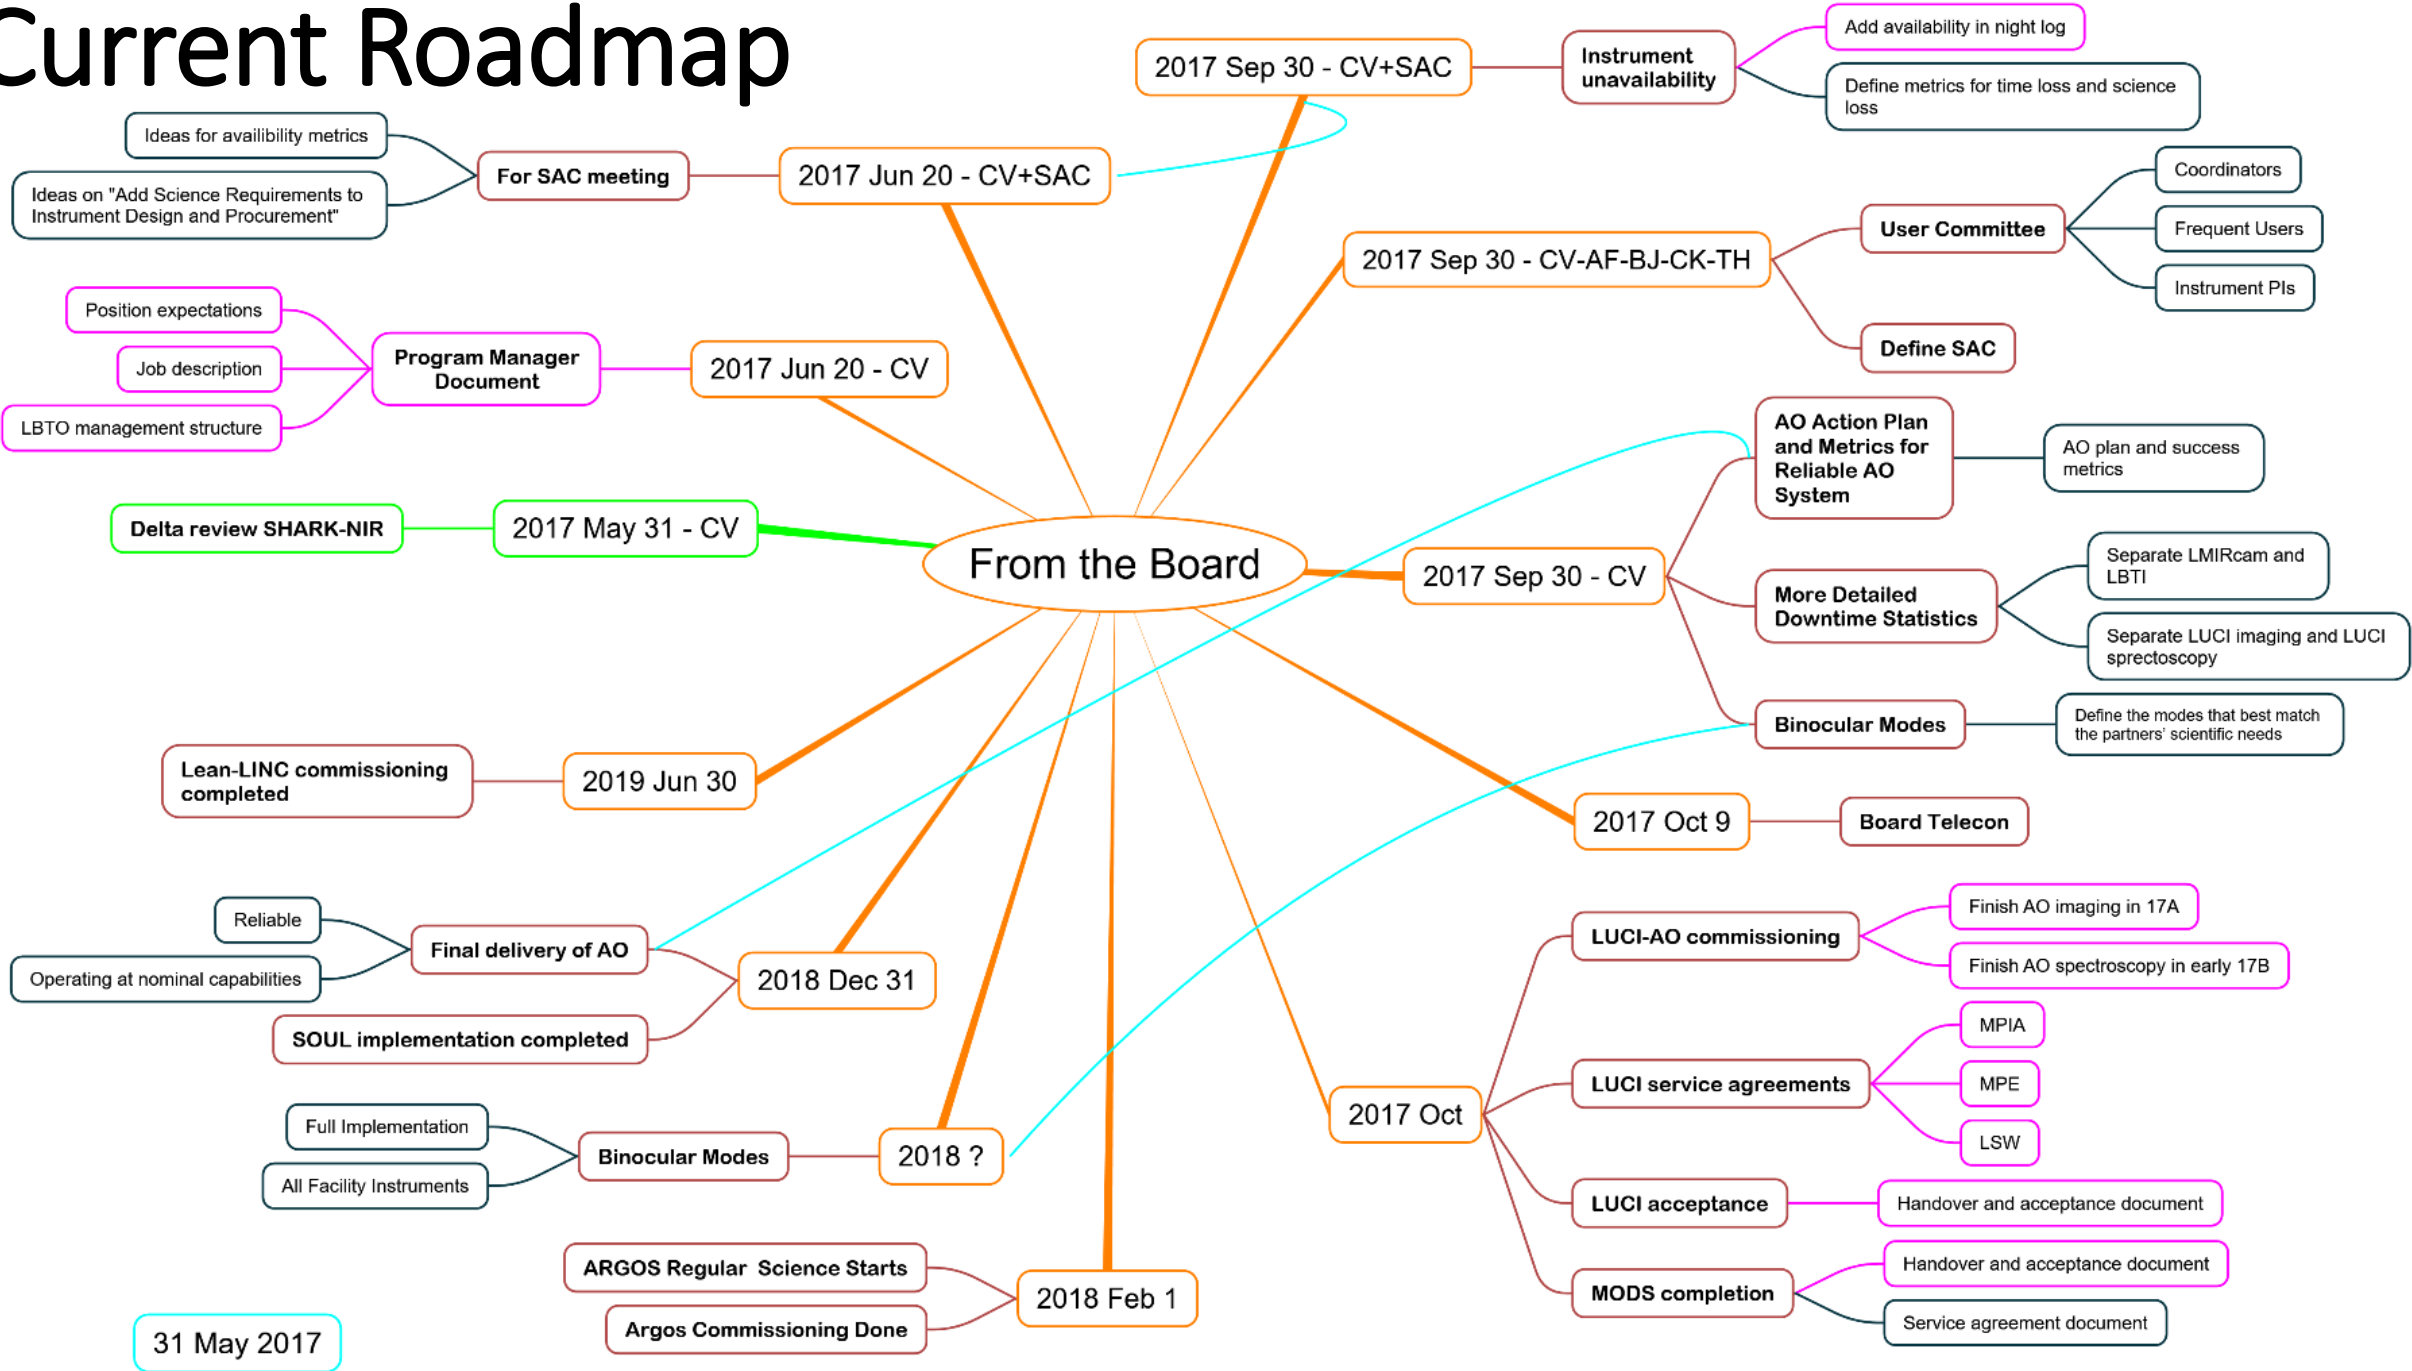 Current Roadmap
2017 Sep 30 - CV+SAC
Instrument
unavailability
Add availability in night log
Define metrics for time loss and science
loss
Ideas for availibility metrics
Ideas on "Add Science Requirements to
Instrument Design and Procurement"
For SAC meeting
2017 Jun 20 - CV+SAC
2017 Sep 30 - CV-AF-BJ-CK-TH
User Committee
Coordinators
Frequent Users
Instrument PIs
Define SAC
Position expectations
Job description
LBTO management structure
Program Manager
Document
2017 Jun 20 - CV
Delta review SHARK-NIR
2017 May 31 - CV
From the Board
2017 Sep 30 - CV
AO Action Plan
and Metrics for
Reliable AO
System
AO plan and success
metrics
More Detailed
Downtime Statistics
Separate LMIRcam and
LBTI
Separate LUCI imaging and LUCI
sprectoscopy
Binocular Modes
Define the modes that best match
the partners' scientific needs
Lean-LINC commissioning
completed
2019 Jun 30
2017 Oct 9
Board Telecon
Reliable
Operating at nominal capabilities
Final delivery of AO
SOUL implementation completed
2018 Dec 31
Full Implementation
All Facility Instruments
Binocular Modes
2018 ?
ARGOS Regular Science Starts
Argos Commissioning Done
2018 Feb 1
2017 Oct
LUCI-AO commissioning
Finish AO imaging in 17A
Finish AO spectroscopy in early 17B
LUCI service agreements
MPIA
MPE
LSW
LUCI acceptance
Handover and acceptance document
MODS completion
Handover and acceptance document
Service agreement document
31 May 2017